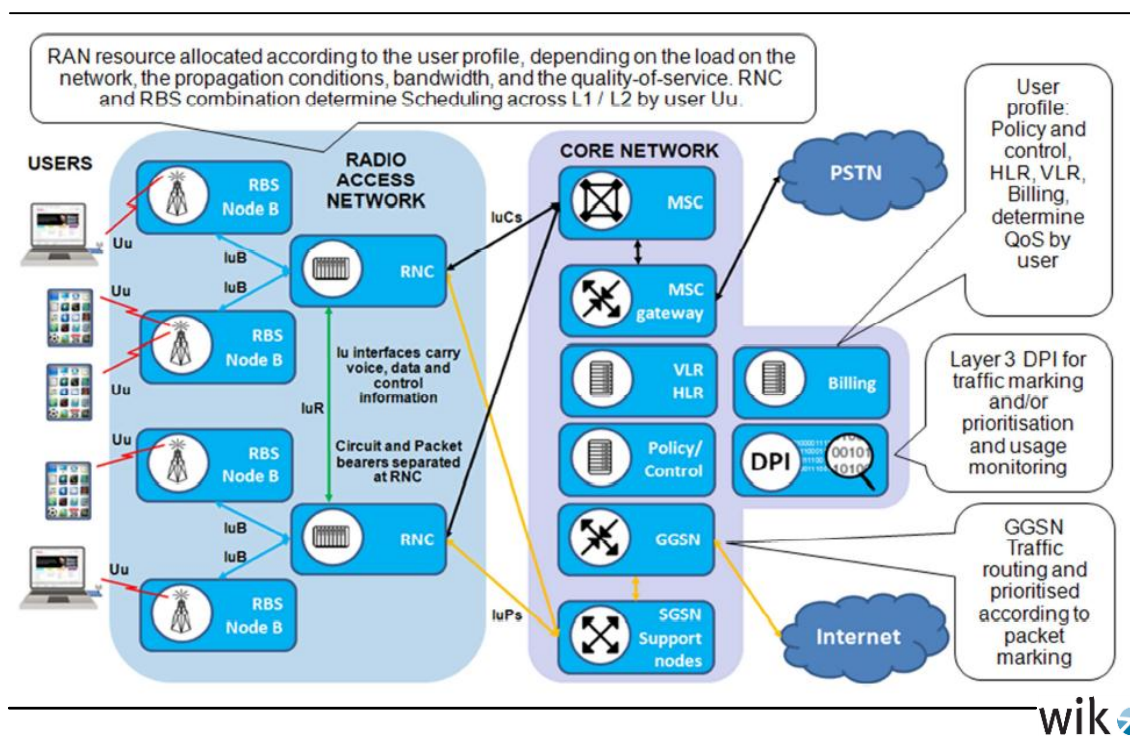 RAN resource allocated according to the user profile, depending on the load on the
network, the propagation conditions, bandwidth, and the quality-of-service. RNC
and RBS combination determine Scheduling across L1 / L2 by user Uu.
USERS
RBS
Node B
RADIO
ACCESS
NETWORK
Uu
IuB
RNC
IuB
Uu
RBS
Node B
Uu
Iu interfaces carry
voice, data and
control
information
IuR
Circuit and Packet
bearers separated
at RNC
Uu
RBS
Node B
IuB
RNC
IuB
Uu
RBS
Node B
IuCs
IuPs
CORE NETWORK
MSC
MSC
gateway
VLR
HLR
Policy/
Control
GGSN
SGSN
Support
nodes
Billing
DPI
PSTN
Internet
User
profile:
Policy and
control,
HLR, VLR,
Billing,
determine
QoS by
user
Layer 3 DPI for
traffic marking
and/or
prioritisation
and usage
monitoring
GGSN
Traffic
routing and
prioritised
according to
packet
marking
wik